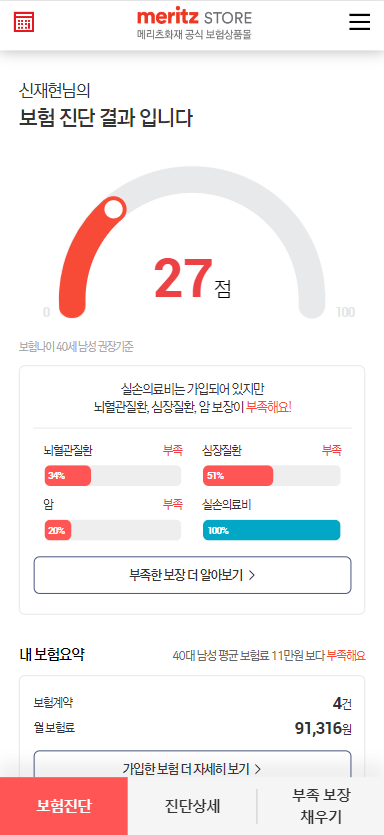 meritz STORE
메리츠화재 공식 보험상품몰
신재현님의
보험 진단 결과 입니다
27점
0
100
보험나이 40세 남성 권장기준
실손의료비는 가입되어 있지만
뇌혈관질환, 심장질환, 암 보장이 부족해요!
뇌혈관질환 부족
34%
심장질환 부족
51%
암 부족
20%
실손의료비
100%
부족한 보장 더 알아보기 >
내 보험요약
40대 남성 평균 보험료 11만원 보다 부족해요
보험계약 4건
월 보험료 91,316원
가입한 보험 더 자세히 보기 >
보험진단
진단상세
부족 보장
채우기